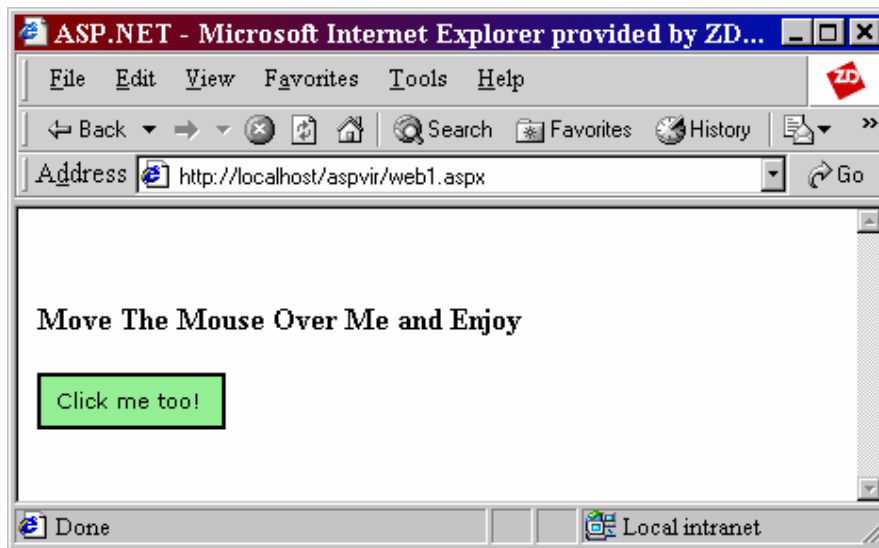 ASP.NET - Microsoft Internet Explorer provided by ZD...
File Edit View Favorites Tools Help ZD
Back Search Favorites History »
Address http://localhost/aspvir/web1.aspx Go
Move The Mouse Over Me and Enjoy
Click me too!
Done Local intranet